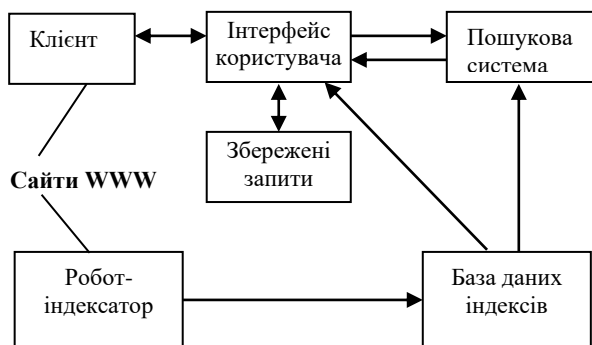 Клієнт
Інтерфейс
користувача
Пошукова
система
Збережені
запити
Сайти WWW
Робот-
індексатор
База даних
індексів